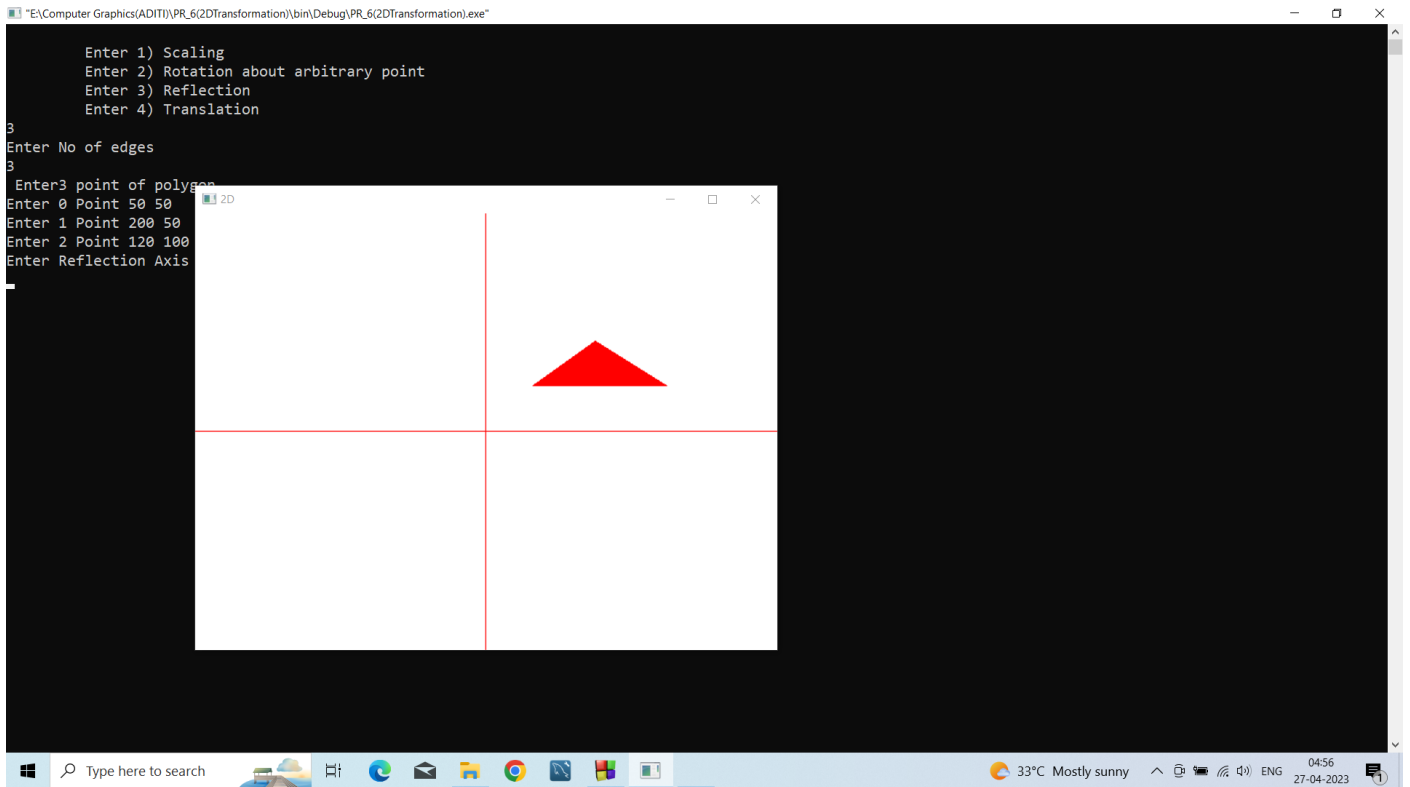 "E:\Computer Graphics(ADITI)\PR_6(2DTransformation)\bin\Debug\PR_6(2DTransformation).exe"
Enter 1) Scaling
Enter 2) Rotation about arbitrary point
Enter 3) Reflection
Enter 4) Translation
3
Enter No of edges
3
Enter3 point of polygon
2D
Enter 0 Point 50 50
Enter 1 Point 200 50
Enter 2 Point 120 100
Enter Reflection Axis
Type here to search
33°C Mostly sunny
ENG
04:56
27-04-2023
1